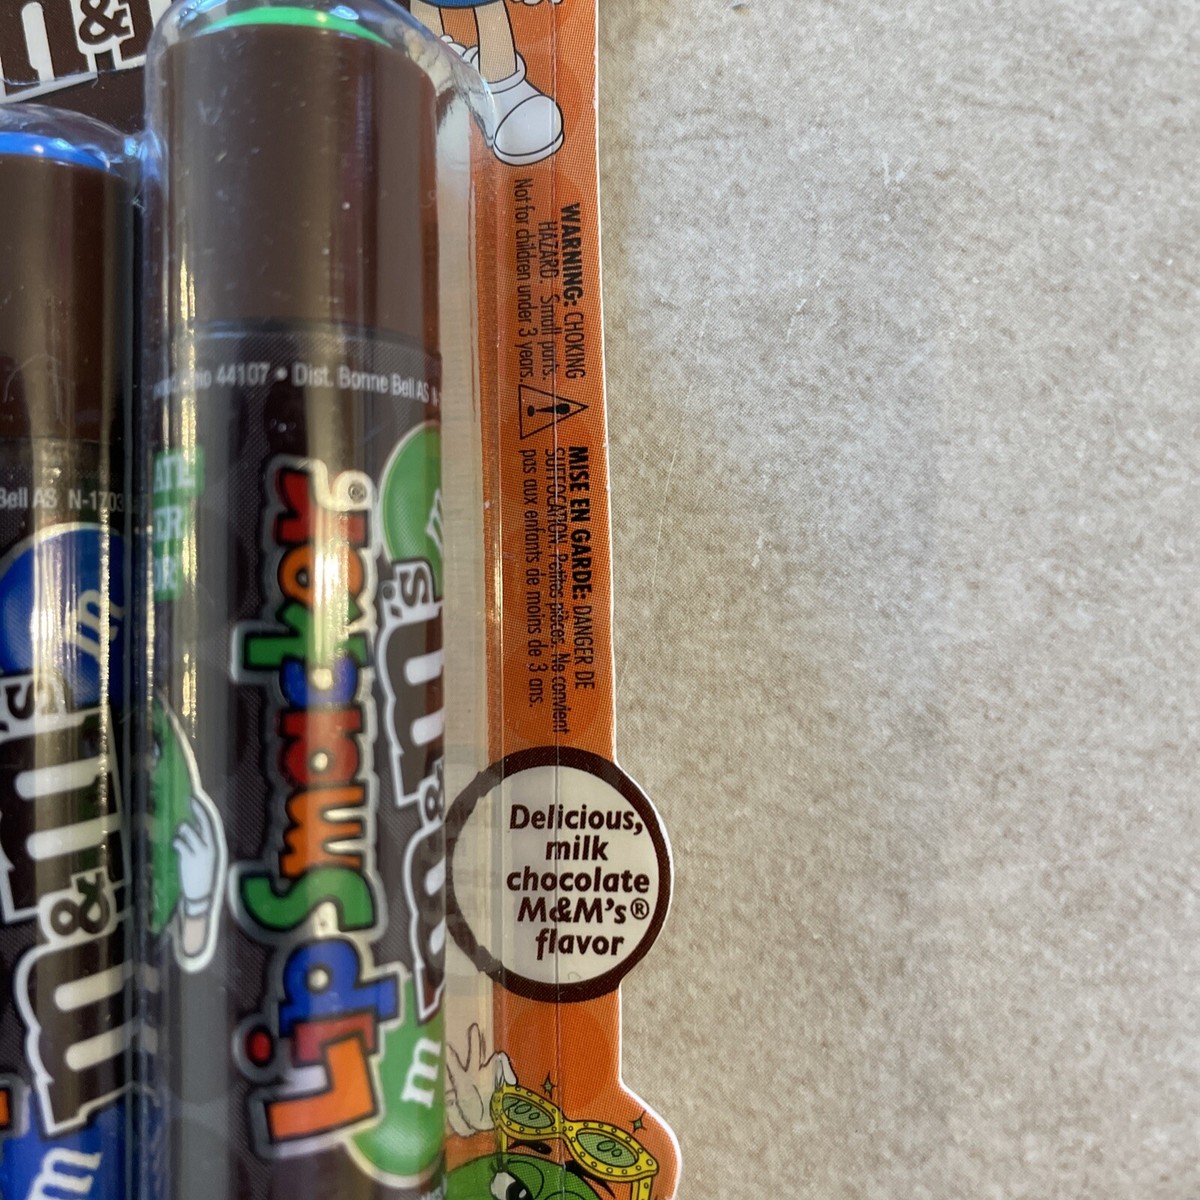 m&
44107 • Dist. Bonne Bell AS
Bell AS N-1703
WARNING: CHOKING
HAZARD. Small parts.
Not for children under 3 years.
MISE EN GARDE: DANGER DE
SUFFOCATION. Petites pièces. Ne convient
pas aux enfants de moins de 3 ans.
Lip Smacker®
m&m's
m
m
m&m's
m
m
Delicious,
milk
chocolate
M&M's®
flavor